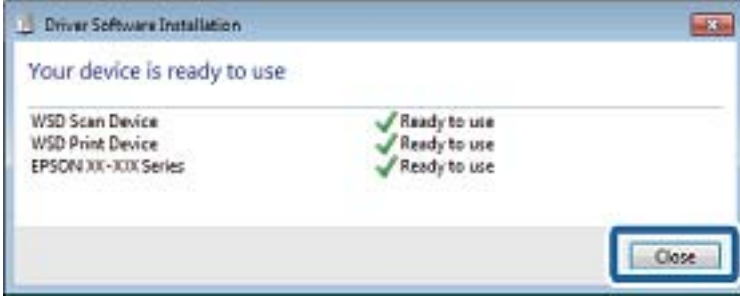 Driver Software Installation
Your device is ready to use
WSD Scan Device Ready to use
WSD Print Device Ready to use
EPSON XX-XXX Series Ready to use
Close